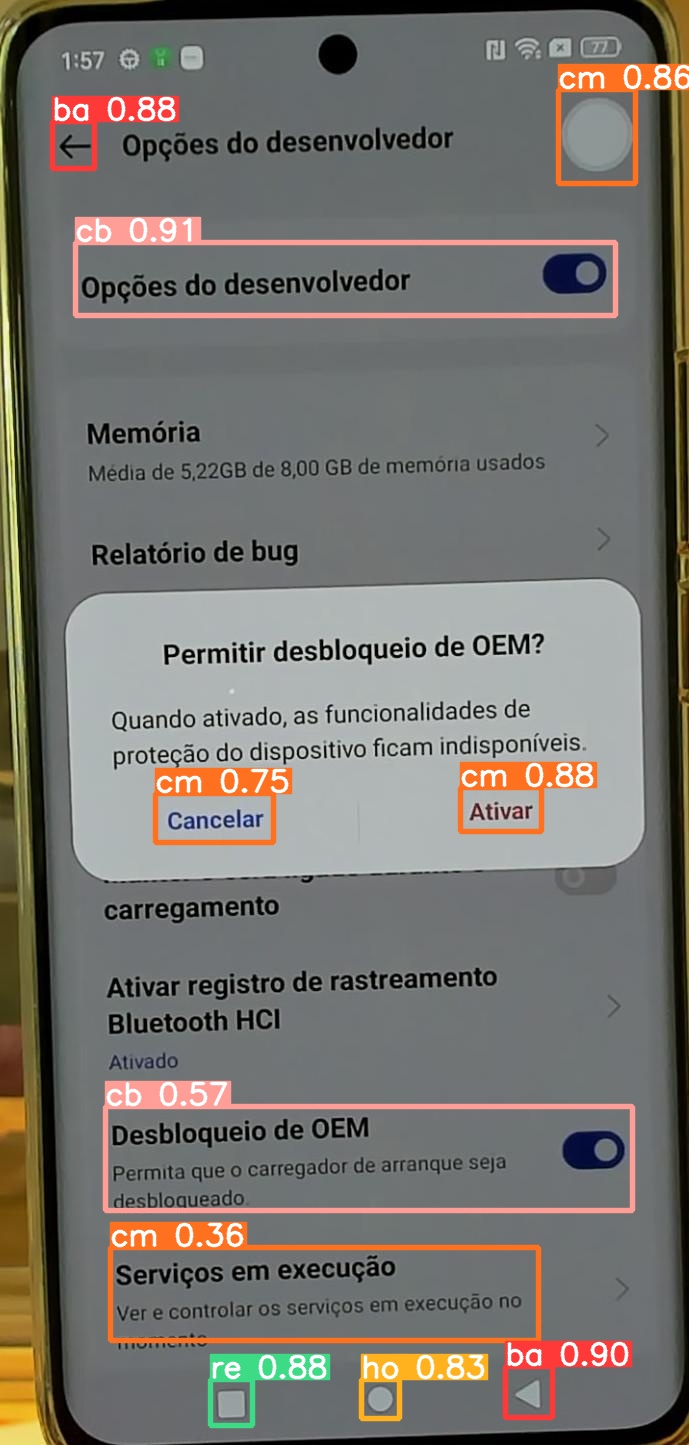 1:57
77
cm 0.86
ba 0.88
Opções do desenvolvedor
cb 0.91
Opções do desenvolvedor
Memória
Média de 5,22GB de 8,00 GB de memória usados
Relatório de bug
Permitir desbloqueio de OEM?
Quando ativado, as funcionalidades de
proteção do dispositivo ficam indisponíveis.
cm 0.75
cm 0.88
Cancelar
Ativar
carregamento
Ativar registro de rastreamento
Bluetooth HCI
Ativado
cb 0.57
Desbloqueio de OEM
Permita que o carregador de arranque seja
desbloqueado.
cm 0.36
Serviços em execução
Ver e controlar os serviços em execução no
momento
re 0.88
ho 0.83
ba 0.90